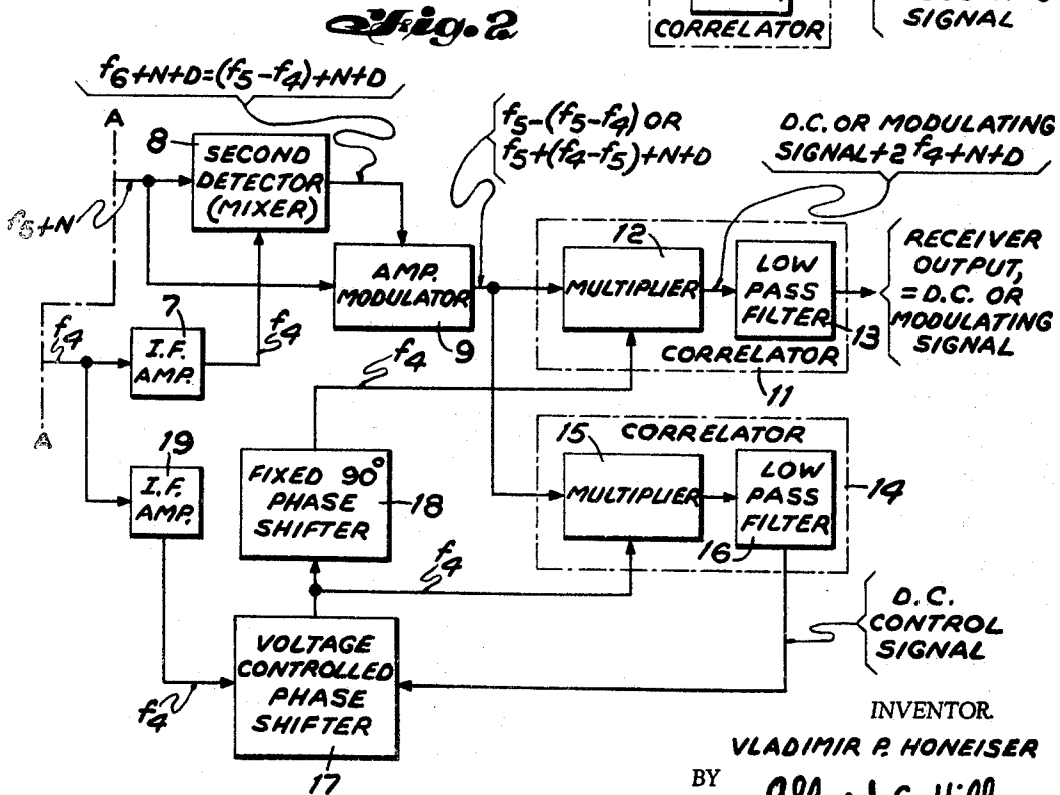 Fig. 2
CORRELATOR
SIGNAL
f6+N+D=(f5-f4)+N+D
A
8
SECOND
DETECTOR
(MIXER)
f5-(f5-f4) OR
f5+(f4-f5)+N+D
D.C. OR MODULATING
SIGNAL+2f4+N+D
f5+N
AMP.
MODULATOR
9
12
MULTIPLIER
LOW
PASS
FILTER
13
CORRELATOR
11
RECEIVER
OUTPUT,
=D.C. OR
MODULATING
SIGNAL
f4
7
I.F.
AMP.
f4
f4
A
19
I.F.
AMP.
FIXED 90°
PHASE
SHIFTER
18
15
CORRELATOR
MULTIPLIER
LOW
PASS
FILTER
16
14
f4
D.C.
CONTROL
SIGNAL
VOLTAGE
CONTROLLED
PHASE
SHIFTER
17
f4
INVENTOR.
VLADIMIR P. HONEISER
BY